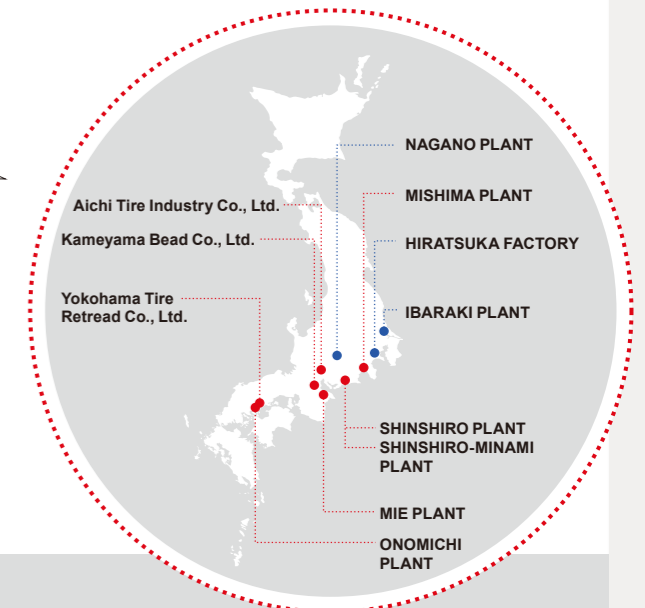 NAGANO PLANT
MISHIMA PLANT
Aichi Tire Industry Co., Ltd.
Kameyama Bead Co., Ltd.
HIRATSUKA FACTORY
Yokohama Tire
Retread Co., Ltd.
IBARAKI PLANT
SHINSHIRO PLANT
SHINSHIRO-MINAMI
PLANT
MIE PLANT
ONOMICHI
PLANT